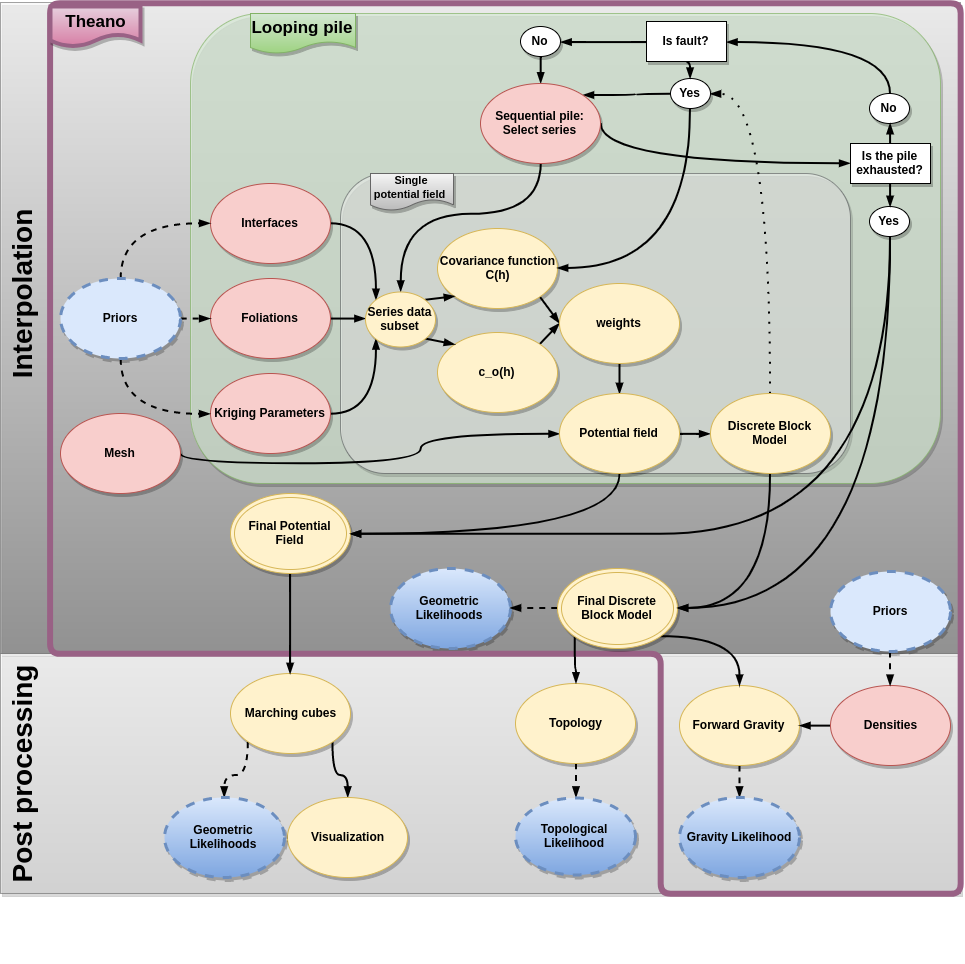 Theano
Looping pile
No
Is fault?
Yes
Sequential pile:
Select series
No
Is the pile
exhausted?
Yes
Single
potential field
Interfaces
Covariance function
C(h)
Priors
Foliations
Series data
subset
weights
c_o(h)
Kriging Parameters
Mesh
Potential field
Discrete Block
Model
Interpolation
Final Potential
Field
Geometric
Likelihoods
Final Discrete
Block Model
Priors
Post processing
Marching cubes
Topology
Forward Gravity
Densities
Geometric
Likelihoods
Visualization
Topological
Likelihood
Gravity Likelihood